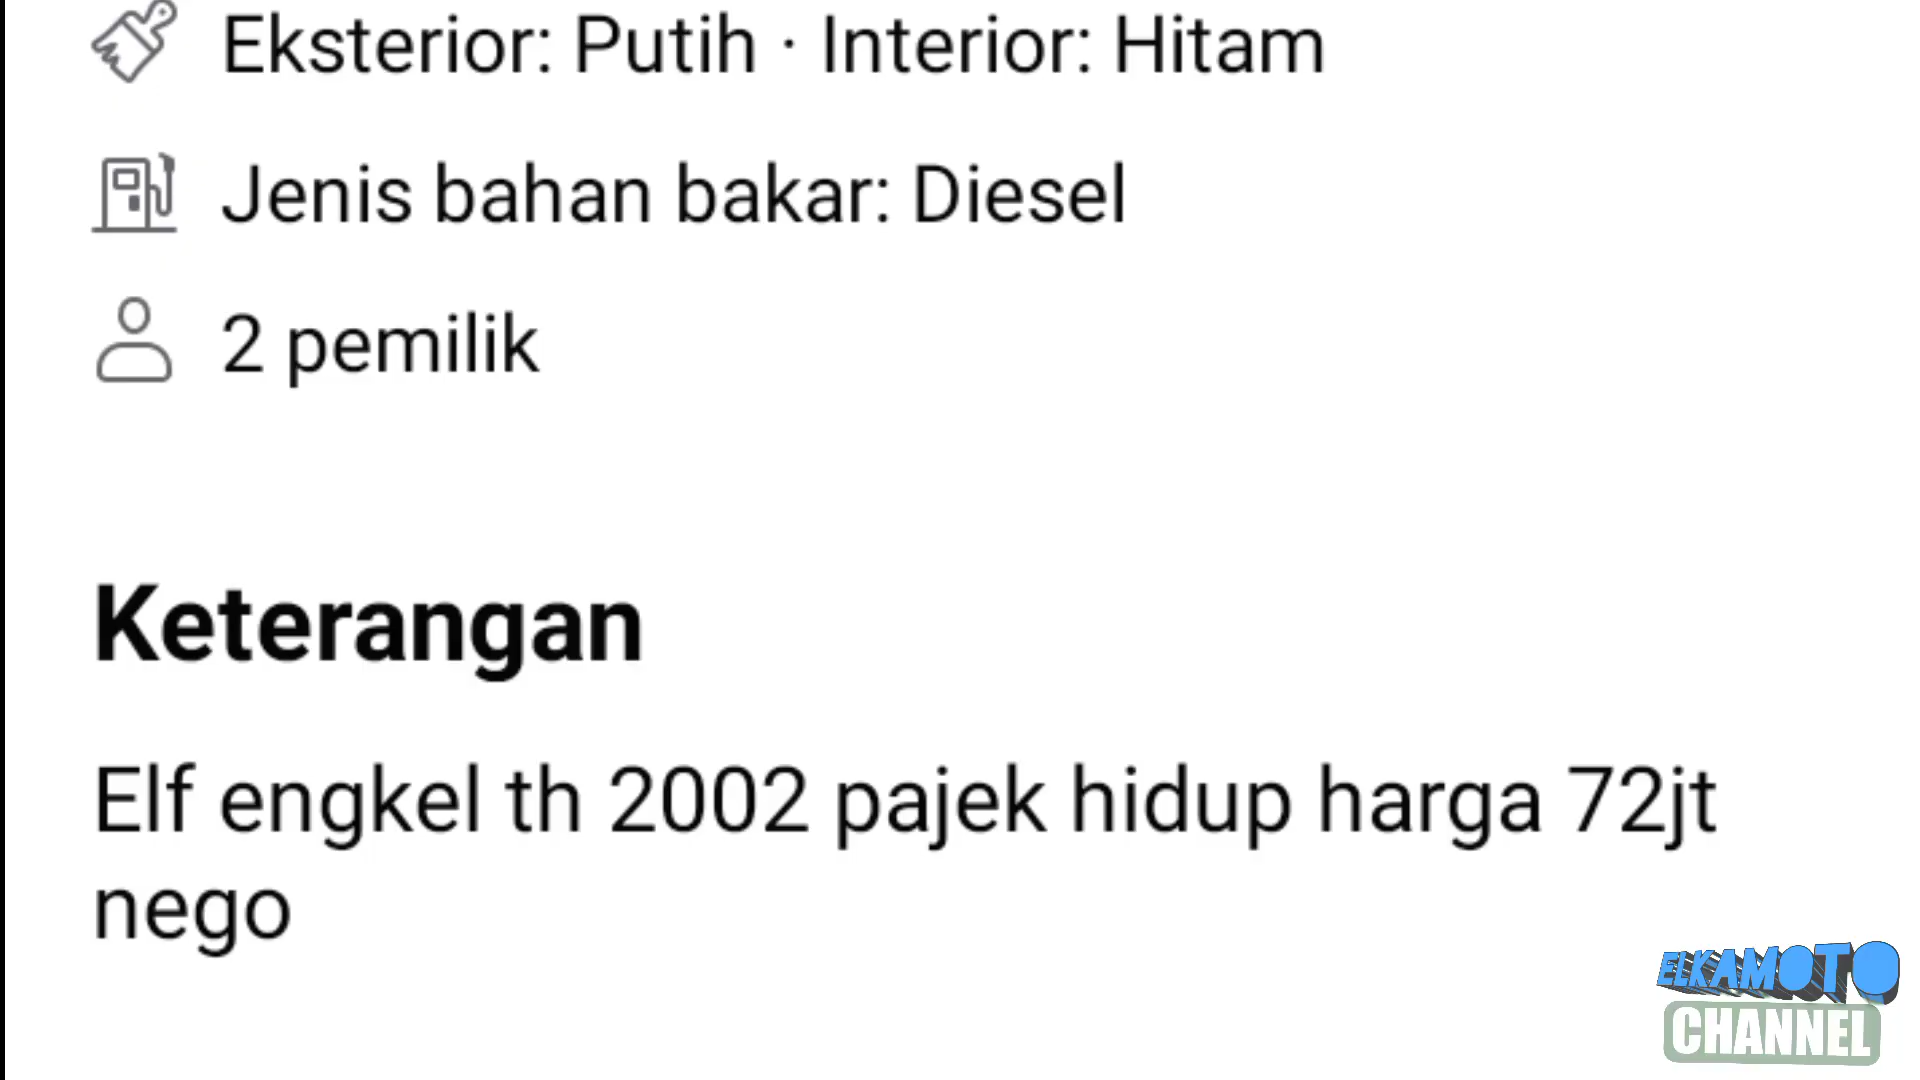 Eksterior: Putih · Interior: Hitam
Jenis bahan bakar: Diesel
2 pemilik
Keterangan
Elf engkel th 2002 pajek hidup harga 72jt
nego
ELKAMOTO
CHANNEL